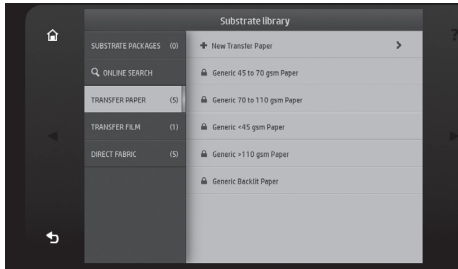 Substrate library
SUBSTRATE PACKAGES (0)
ONLINE SEARCH
TRANSFER PAPER (5)
TRANSFER FILM (1)
DIRECT FABRIC (5)
New Transfer Paper
Generic 45 to 70 gsm Paper
Generic 70 to 110 gsm Paper
Generic <45 gsm Paper
Generic >110 gsm Paper
Generic Backlit Paper
?